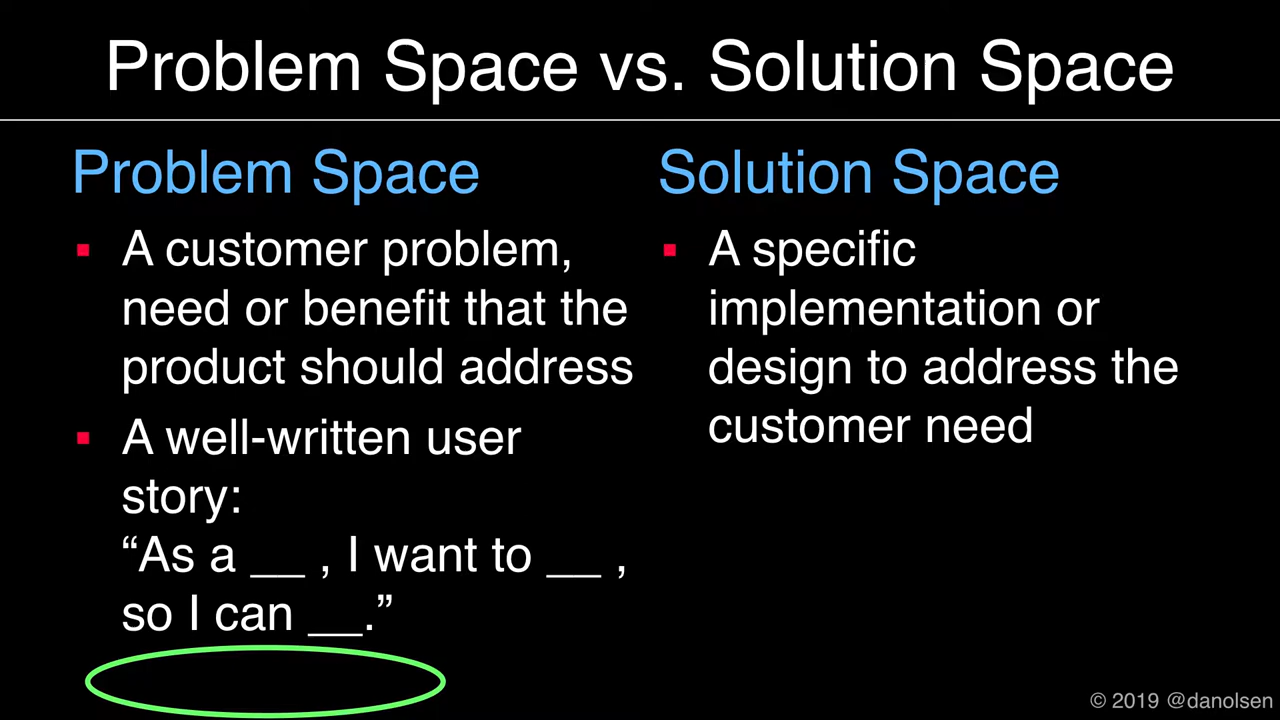 Problem Space vs. Solution Space
Problem Space
▪ A customer problem,
need or benefit that the
product should address
▪ A well-written user
story:
“As a __ , I want to __ ,
so I can __.”
Solution Space
▪ A specific
implementation or
design to address the
customer need
© 2019 @danolsen